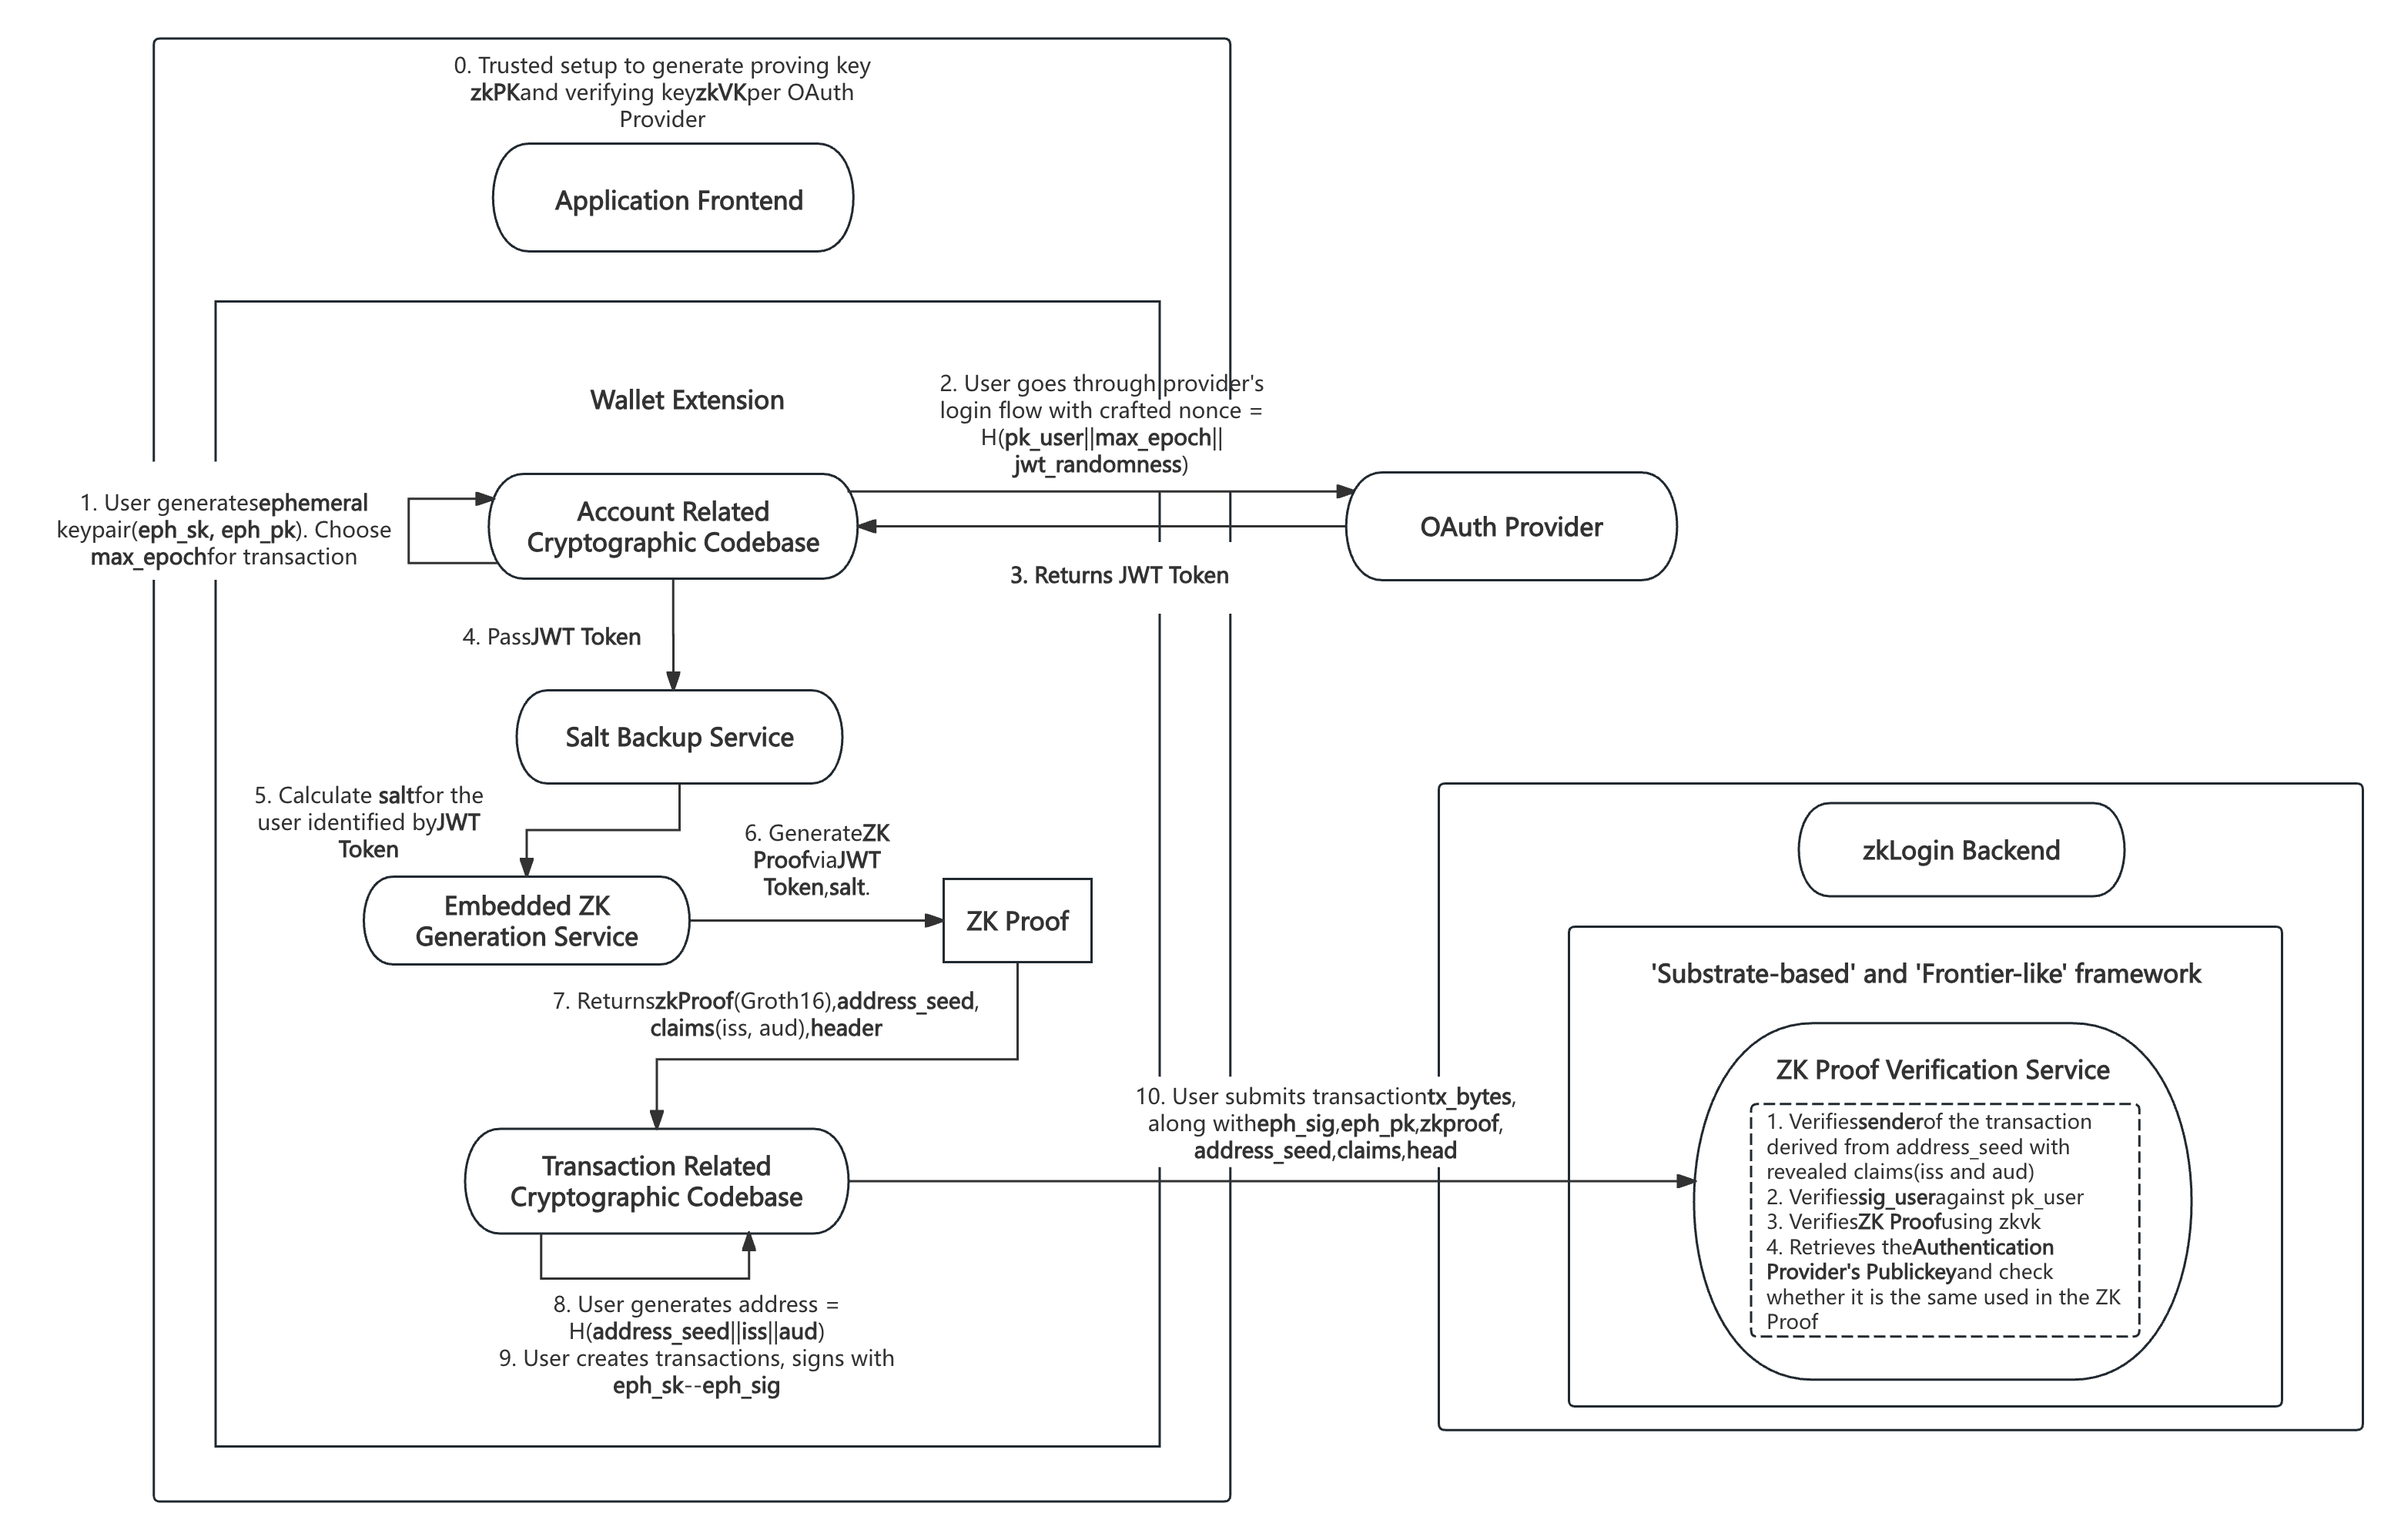 0. Trusted setup to generate proving key
zkPKand verifying keyzkVKper OAuth
Provider
Application Frontend
Wallet Extension
2. User goes through provider's
login flow with crafted nonce =
H(pk_user||max_epoch||
jwt_randomness)
1. User generatesephemeral
keypair(eph_sk, eph_pk). Choose
max_epochfor transaction
Account Related
Cryptographic Codebase
OAuth Provider
3. Returns JWT Token
4. PassJWT Token
Salt Backup Service
5. Calculate saltfor the
user identified byJWT
Token
6. GenerateZK
ProofviaJWT
Token,salt.
Embedded ZK
Generation Service
ZK Proof
7. ReturnszkProof(Groth16),address_seed,
claims(iss, aud),header
Transaction Related
Cryptographic Codebase
8. User generates address =
H(address_seed||iss||aud)
9. User creates transactions, signs with
eph_sk--eph_sig
10. User submits transactiontx_bytes,
along witheph_sig,eph_pk,zkproof,
address_seed,claims,head
zkLogin Backend
'Substrate-based' and 'Frontier-like' framework
ZK Proof Verification Service
1. Verifiessenderof the transaction
derived from address_seed with
revealed claims(iss and aud)
2. Verifiessig_useragainst pk_user
3. VerifiesZK Proofusing zkvk
4. Retrieves theAuthentication
Provider's Publickeyand check
whether it is the same used in the ZK
Proof